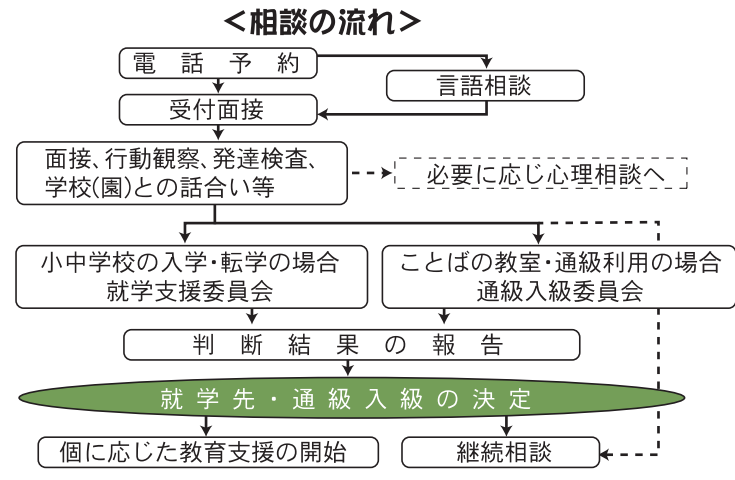 ＜相談の流れ＞
電話予約
言語相談
受付面接
面接、行動観察、発達検査、
学校(園)との話合い等
必要に応じ心理相談へ
小中学校の入学・転学の場合
就学支援委員会
ことばの教室・通級利用の場合
通級入級委員会
判断結果の報告
就学先・通級入級の決定
個に応じた教育支援の開始
継続相談